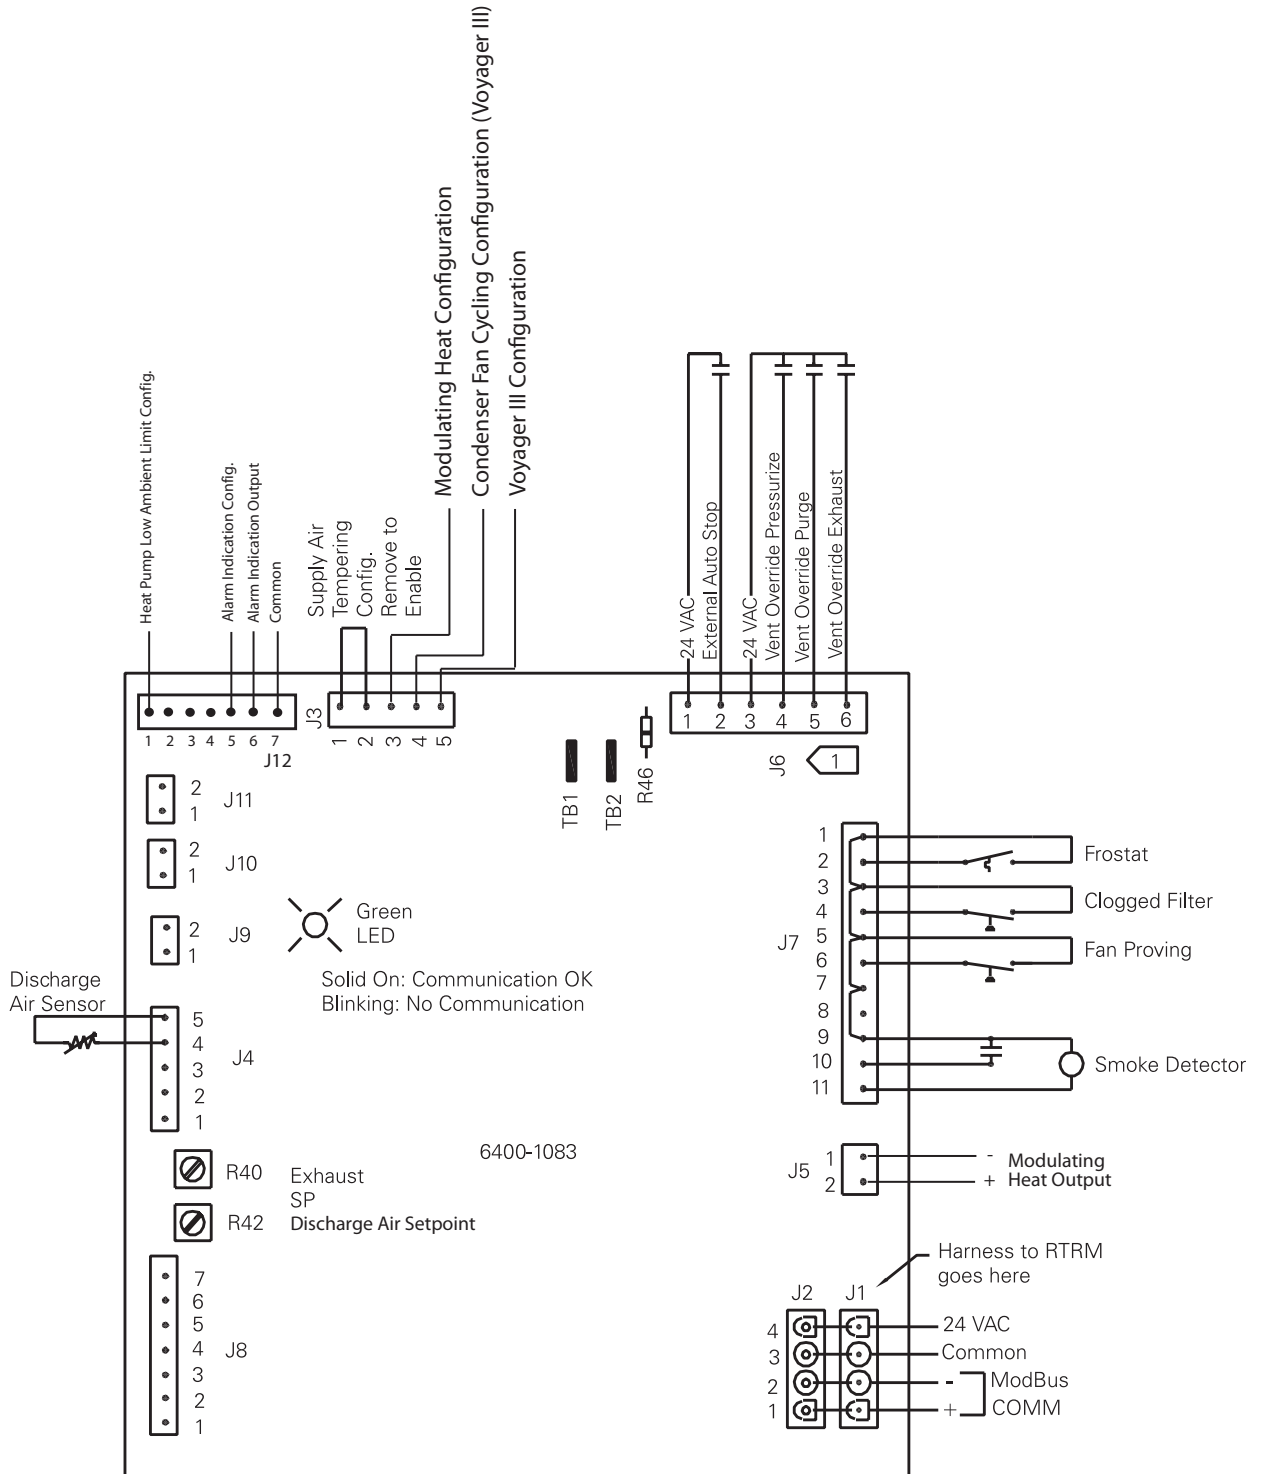 Heat Pump Low Ambient Limit Config.
Alarm Indication Config.
Alarm Indication Output
Common
Supply Air
Tempering
Config.
Remove to
Enable
Modulating Heat Configuration
Condenser Fan Cycling Configuration (Voyager III)
Voyager III Configuration
24 VAC
External Auto Stop
24 VAC
Vent Override Pressurize
Vent Override Purge
Vent Override Exhaust
1 2 3 4 5 6 7
J12
J3
1 2 3 4 5
TB1
TB2
R46
1 2 3 4 5 6
J6
1
2
1
J11
2
1
J10
2
1
J9
Green
LED
Solid On: Communication OK
Blinking: No Communication
Discharge
Air Sensor
5
4
3
2
1
J4
1
2
3
4
5
6
7
8
9
10
11
J7
Frostat
Clogged Filter
Fan Proving
Smoke Detector
6400-1083
R40
Exhaust
SP
R42
Discharge Air Setpoint
J5
1
2
-
+
Modulating
Heat Output
Harness to RTRM
goes here
7
6
5
4
3
2
1
J8
J2
J1
4
3
2
1
24 VAC
Common
- ModBus
+ COMM